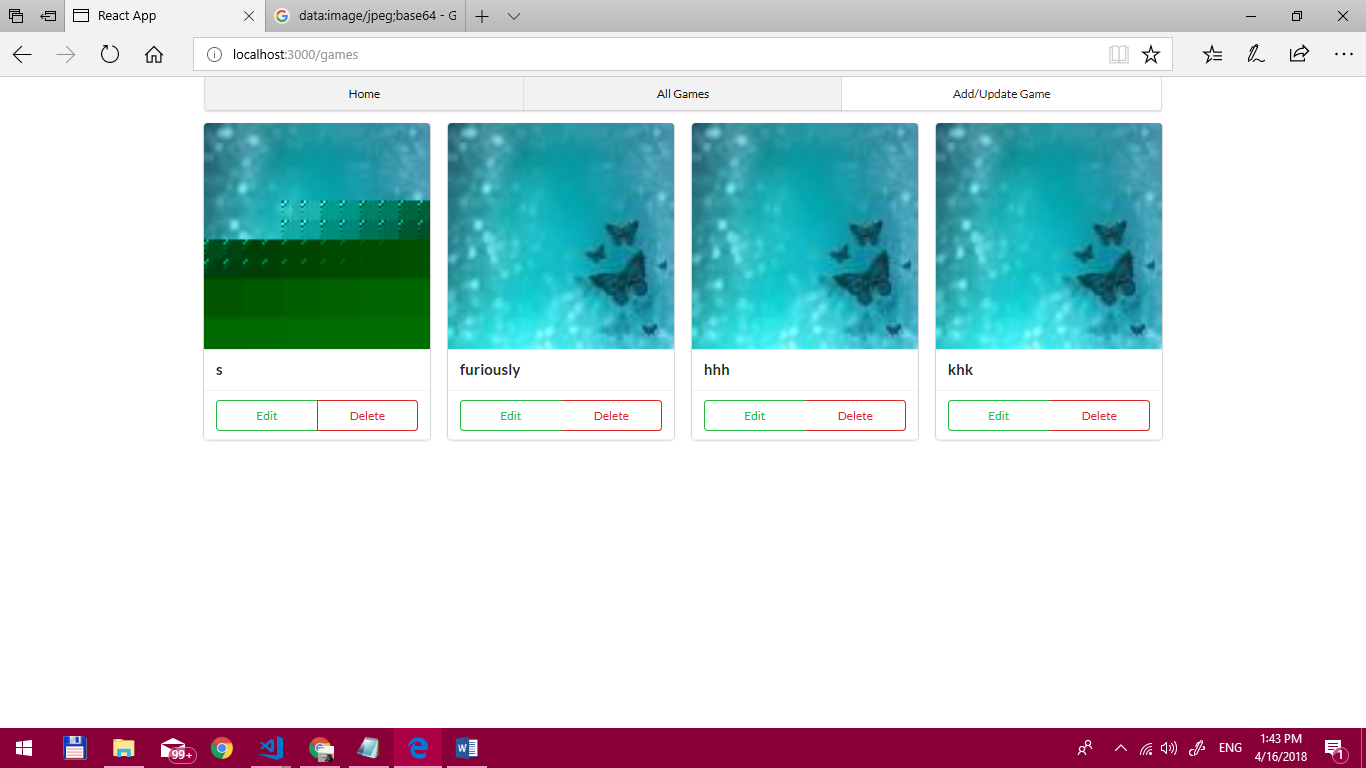 React App
data:image/jpeg;base64 - G
localhost:3000/games
Home
All Games
Add/Update Game
s
furiously
hhh
khk
Edit
Delete
Edit
Delete
Edit
Delete
Edit
Delete
99+
ENG
1:43 PM
4/16/2018
1